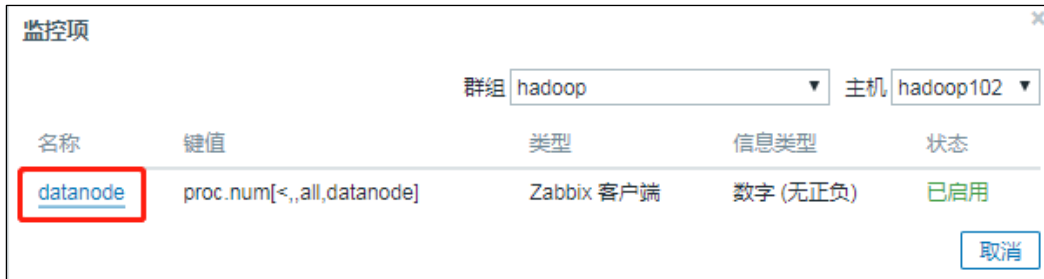 监控项
群组 hadoop 主机 hadoop102
名称 键值 类型 信息类型 状态
datanode proc.num[<,,all,datanode] Zabbix 客户端 数字 (无正负) 已启用
取消